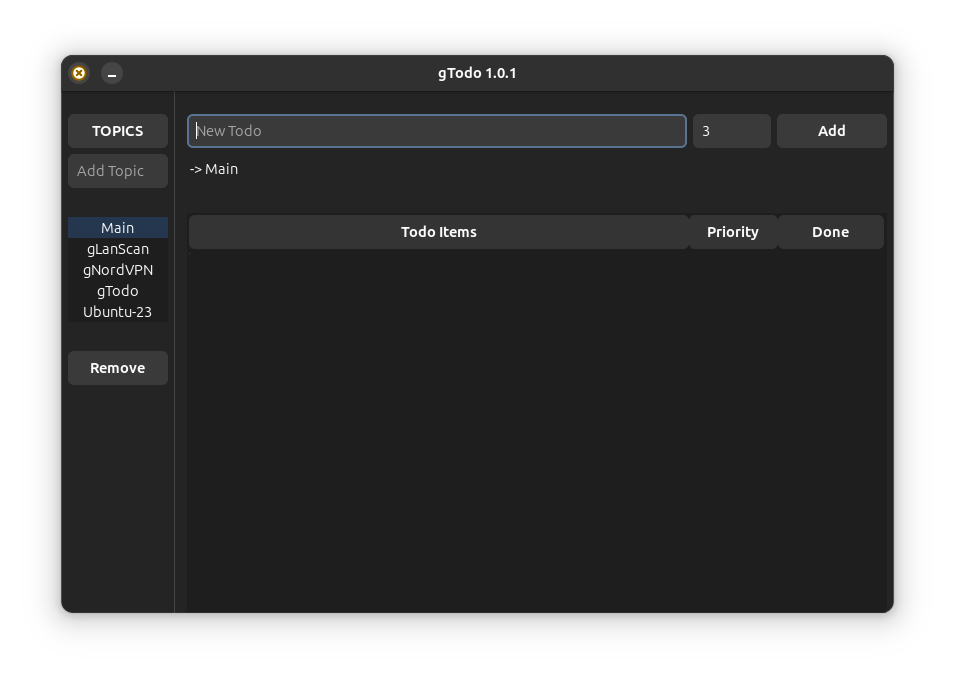 gTodo 1.0.1
TOPICS
Add Topic
Main
gLanScan
gNordVPN
gTodo
Ubuntu-23
Remove
New Todo
3
Add
-> Main
Todo Items
Priority
Done